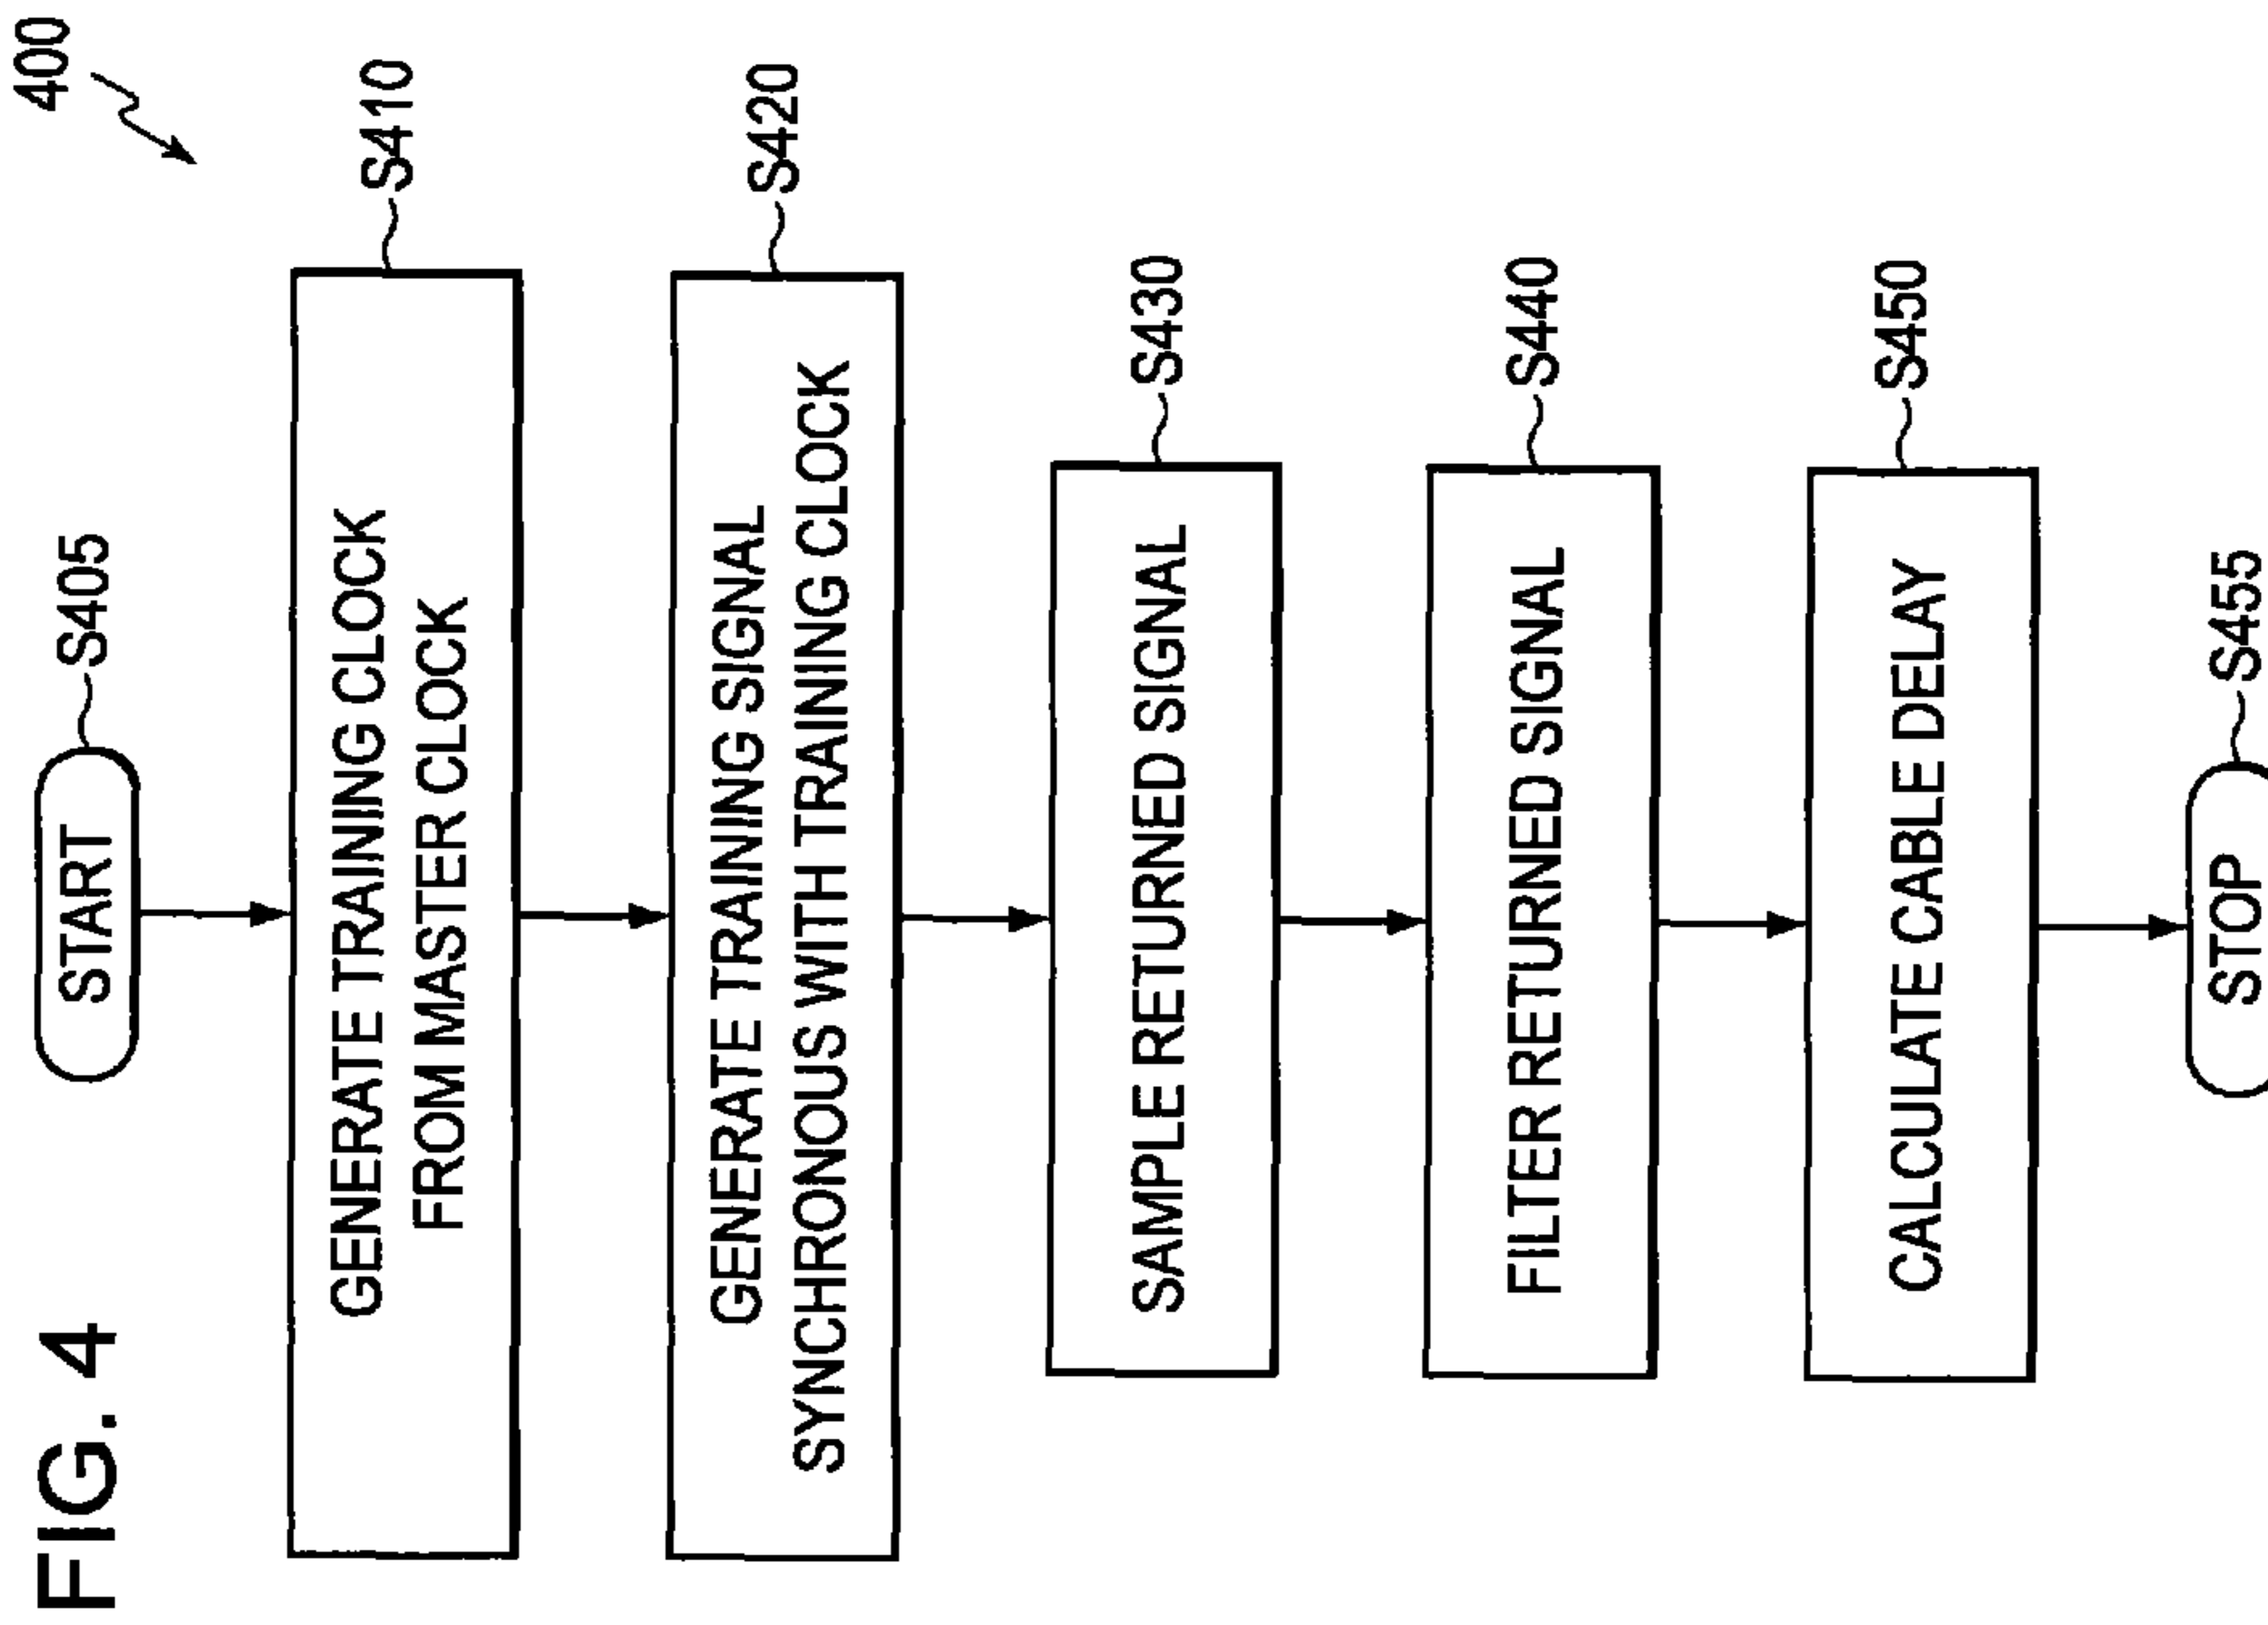 FIG. 4
400
START
S405
GENERATE TRAINING CLOCK
FROM MASTER CLOCK
S410
GENERATE TRAINING SIGNAL
SYNCHRONOUS WITH TRAINING CLOCK
S420
SAMPLE RETURNED SIGNAL
S430
FILTER RETURNED SIGNAL
S440
CALCULATE CABLE DELAY
S450
STOP
S455